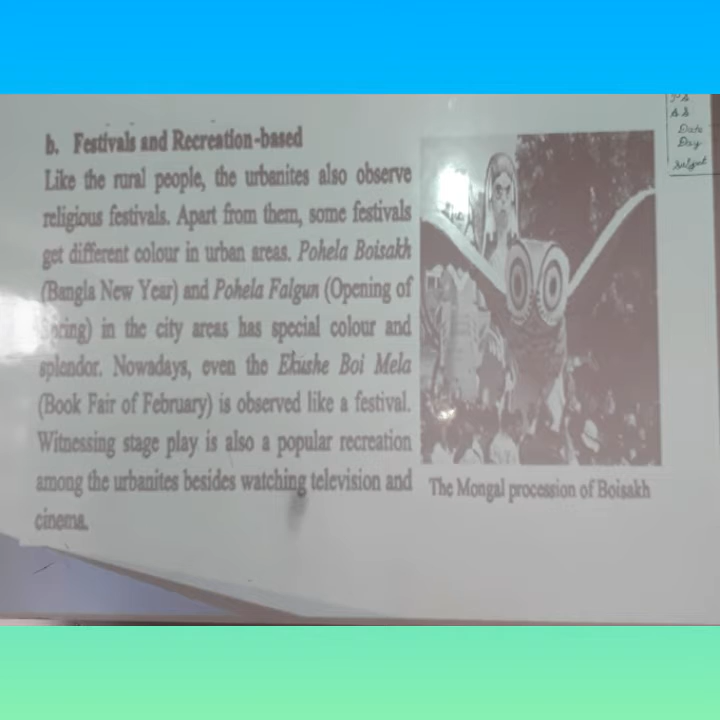 b. Festivals and Recreation-based
Like the rural people, the urbanites also observe
religious festivals. Apart from them, some festivals
get different colour in urban areas. Pohela Boisakh
(Bangla New Year) and Pohela Falgun (Opening of
Spring) in the city areas has special colour and
splendor. Nowadays, even the Ekushe Boi Mela
(Book Fair of February) is observed like a festival.
Witnessing stage play is also a popular recreation
among the urbanites besides watching television and
cinema.
The Mongal procession of Boisakh
Date
Day
Subject